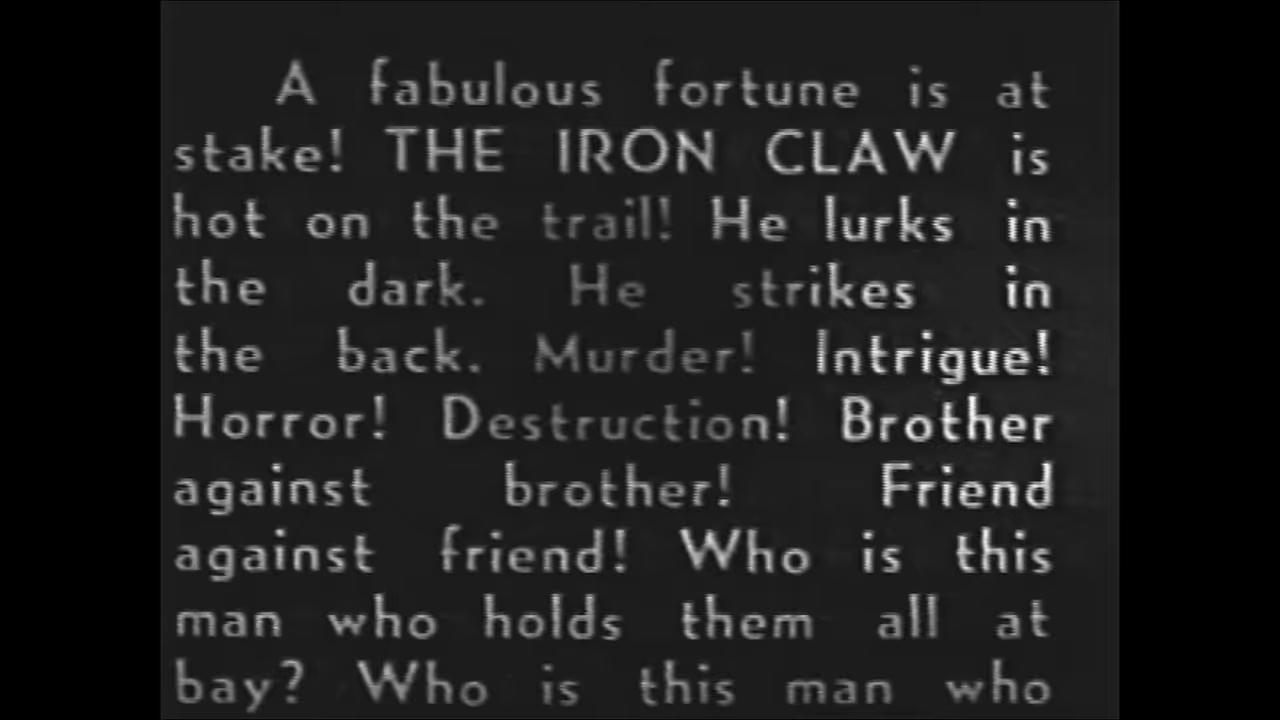 A fabulous fortune is at
stake! THE IRON CLAW is
hot on the trail! He lurks in
the dark. He strikes in
the back. Murder! Intrigue!
Horror! Destruction! Brother
against brother! Friend
against friend! Who is this
man who holds them all at
bay? Who is this man who